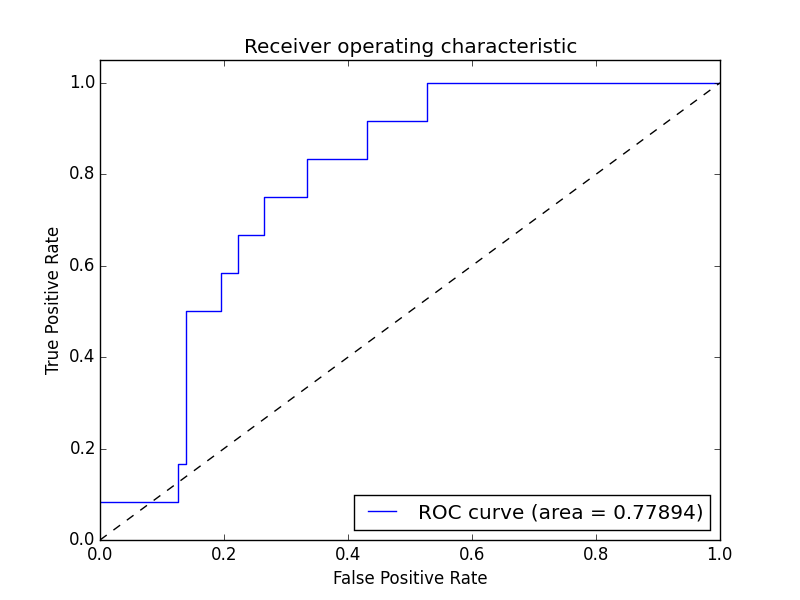 Receiver operating characteristic
1.0
0.8
0.6
0.4
0.2
0.0
True Positive Rate
ROC curve (area = 0.77894)
0.0 0.2 0.4 0.6 0.8 1.0
False Positive Rate